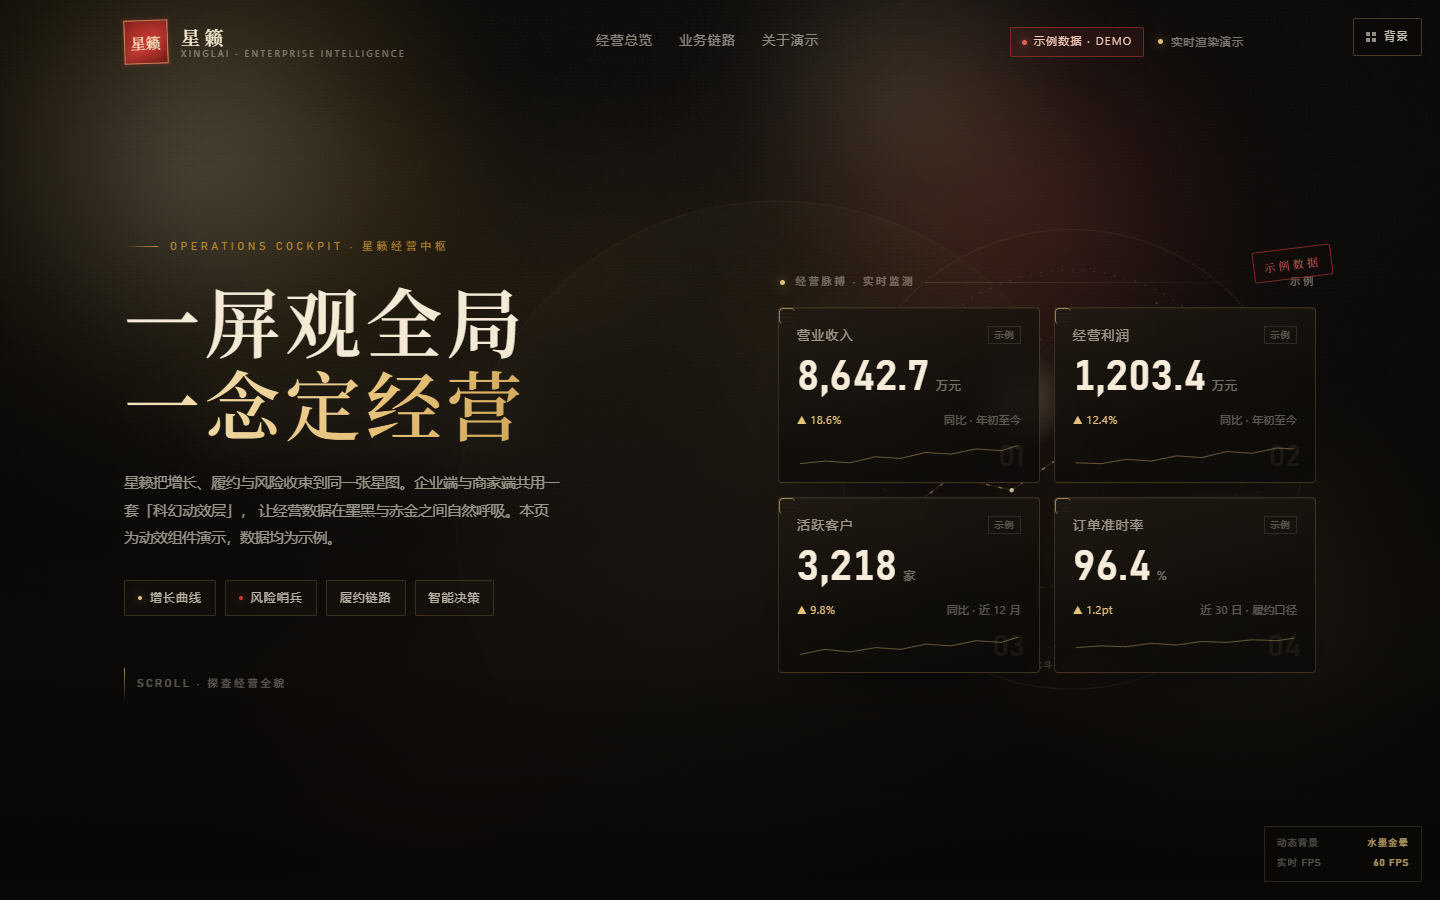 星籁
星籁
XINGLAI · ENTERPRISE INTELLIGENCE
经营总览
业务链路
关于演示
示例数据 · DEMO
实时渲染演示
背景
OPERATIONS COCKPIT · 星籁经营中枢
一屏观全局
一念定经营
星籁把增长、履约与风险收束到同一张星图。企业端与商家端共用一
套「科幻动效层」, 让经营数据在墨黑与赤金之间自然呼吸。本页
为动效组件演示,数据均为示例。
增长曲线
风险哨兵
履约链路
智能决策
SCROLL · 探查经营全貌
经营脉搏 · 实时监测
示例数据
示例
营业收入
示例
8,642.7 万元
▲ 18.6%
同比 · 年初至今
01
经营利润
示例
1,203.4 万元
▲ 12.4%
同比 · 年初至今
02
活跃客户
示例
3,218 家
▲ 9.8%
同比 · 近 12 月
03
订单准时率
示例
96.4 %
▲ 1.2pt
近 30 日 · 履约口径
04
动态背景
水墨金晕
实时 FPS
60 FPS